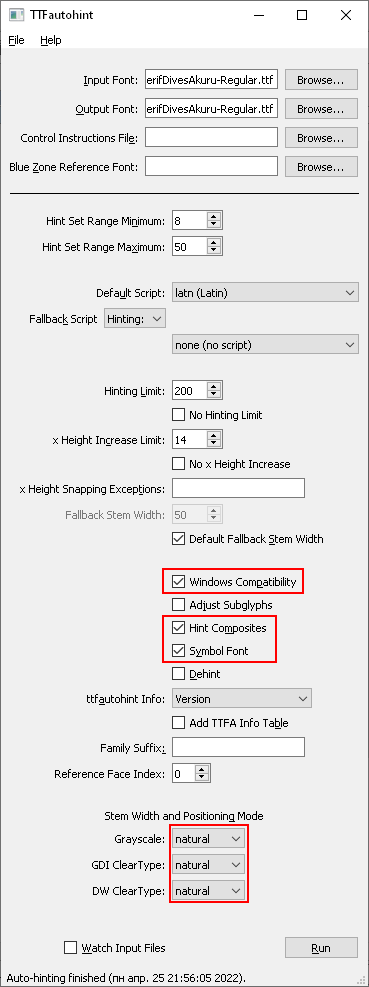 TTFautohint
File Help
Input Font: erifDivesAkuru-Regular.ttf Browse...
Output Font: erifDivesAkuru-Regular.ttf Browse...
Control Instructions File: Browse...
Blue Zone Reference Font: Browse...
Hint Set Range Minimum: 8
Hint Set Range Maximum: 50
Default Script: latn (Latin)
Fallback Script Hinting:
none (no script)
Hinting Limit: 200
No Hinting Limit
x Height Increase Limit: 14
No x Height Increase
x Height Snapping Exceptions:
Fallback Stem Width: 50
Default Fallback Stem Width
Windows Compatibility
Adjust Subglyphs
Hint Composites
Symbol Font
Dehint
ttfautohint Info: Version
Add TTFA Info Table
Family Suffix:
Reference Face Index: 0
Stem Width and Positioning Mode
Grayscale: natural
GDI ClearType: natural
DW ClearType: natural
Watch Input Files Run
Auto-hinting finished (пн апр. 25 21:56:05 2022).